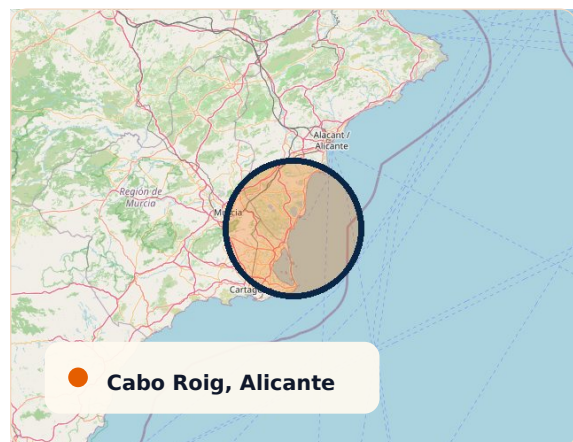 Alacant /
Alicante
Región de
Murcia
Murcia
Cartagena
Cabo Roig, Alicante